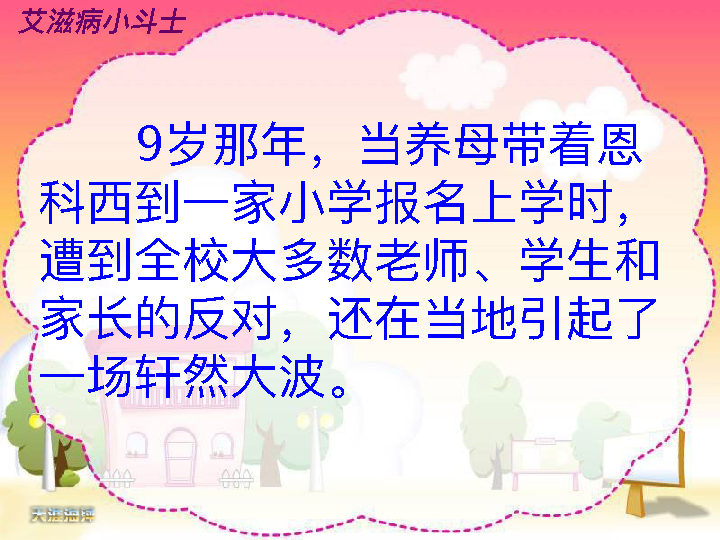 艾滋病小斗士
9岁那年，当养母带着恩
科西到一家小学报名上学时，
遭到全校大多数老师、学生和
家长的反对，还在当地引起了
一场轩然大波。